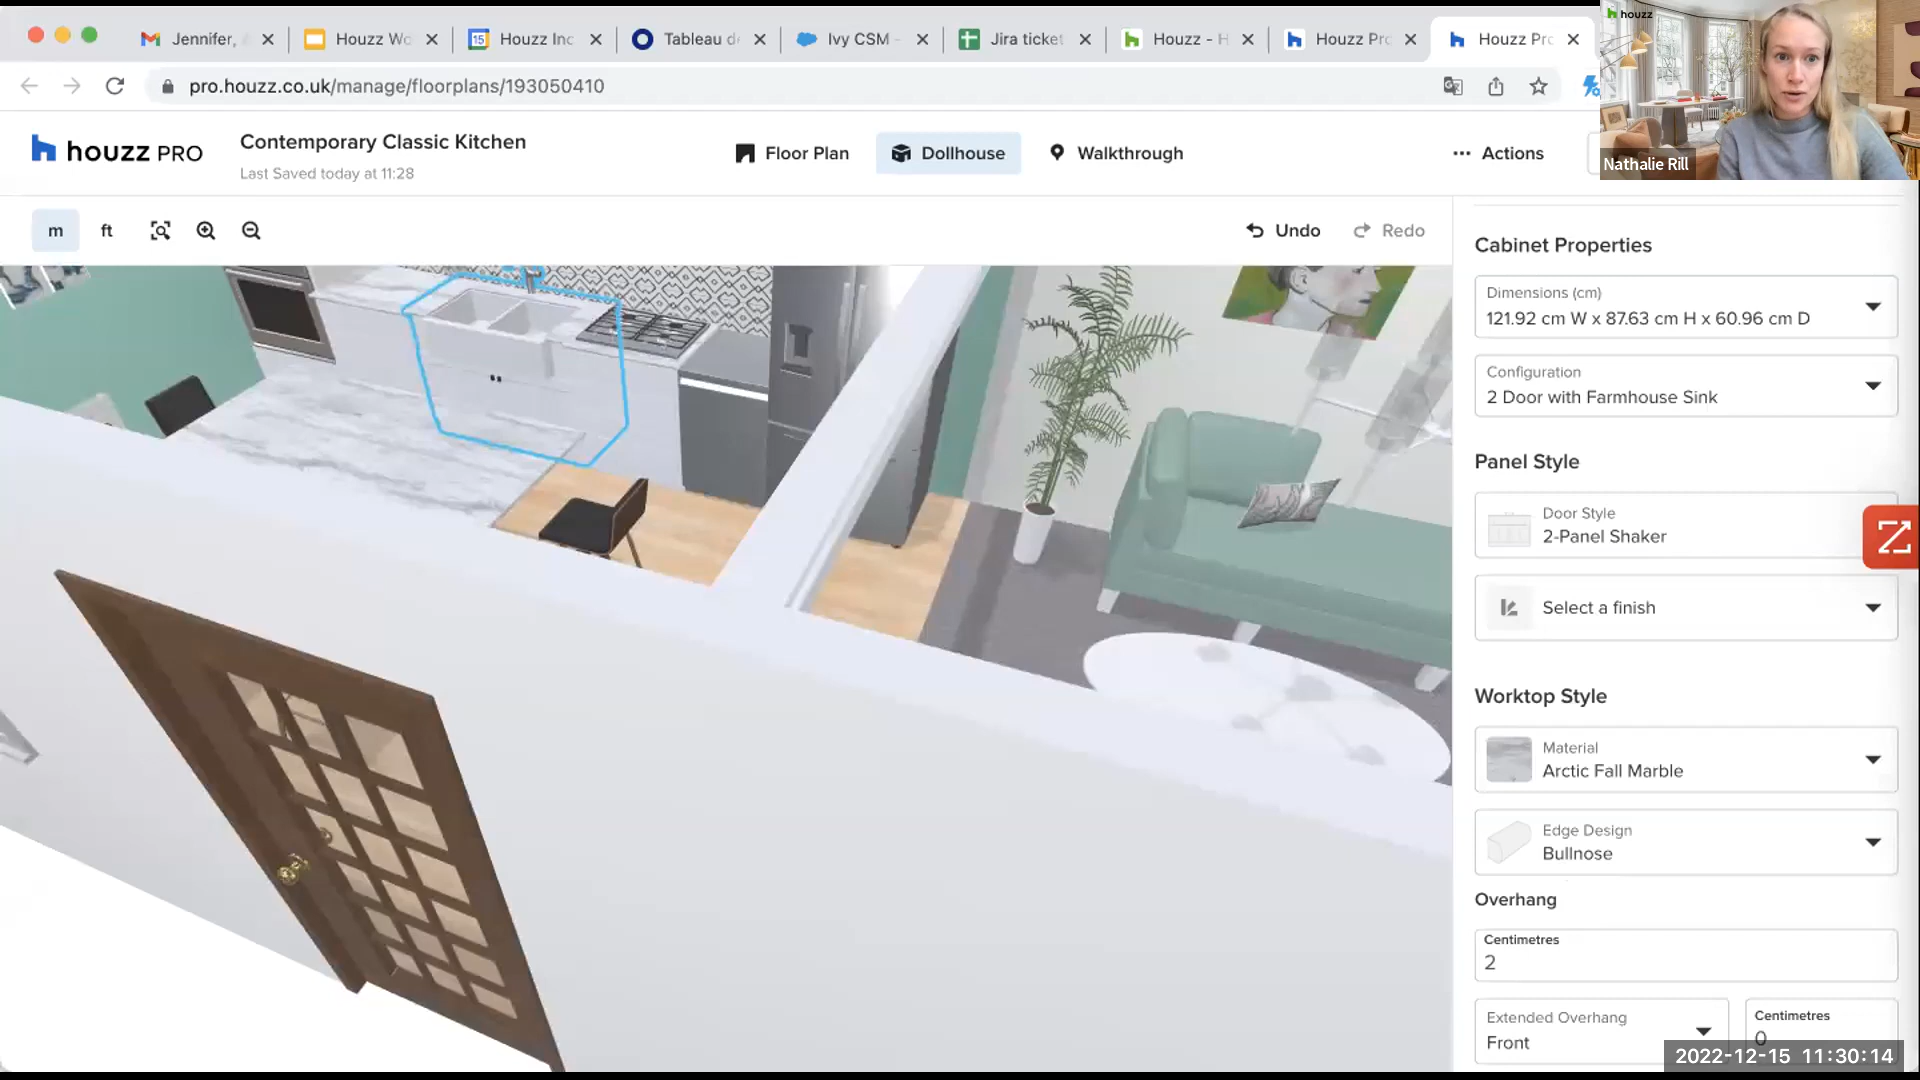 Jennifer,
Houzz Wo
15
Houzz Inc
Tableau d
Ivy CSM -
Jira ticket
Houzz - H
Houzz Pro
Houzz Pro
pro.houzz.co.uk/manage/floorplans/193050410
houzz PRO
Contemporary Classic Kitchen
Last Saved today at 11:28
Floor Plan
Dollhouse
Walkthrough
Actions
houzz
Nathalie Rill
m
ft
Undo
Redo
Cabinet Properties
Dimensions (cm)
121.92 cm W x 87.63 cm H x 60.96 cm D
Configuration
2 Door with Farmhouse Sink
Panel Style
Door Style
2-Panel Shaker
Select a finish
Worktop Style
Material
Arctic Fall Marble
Edge Design
Bullnose
Overhang
Centimetres
2
Extended Overhang
Front
Centimetres
0
2022-12-15 11:30:14